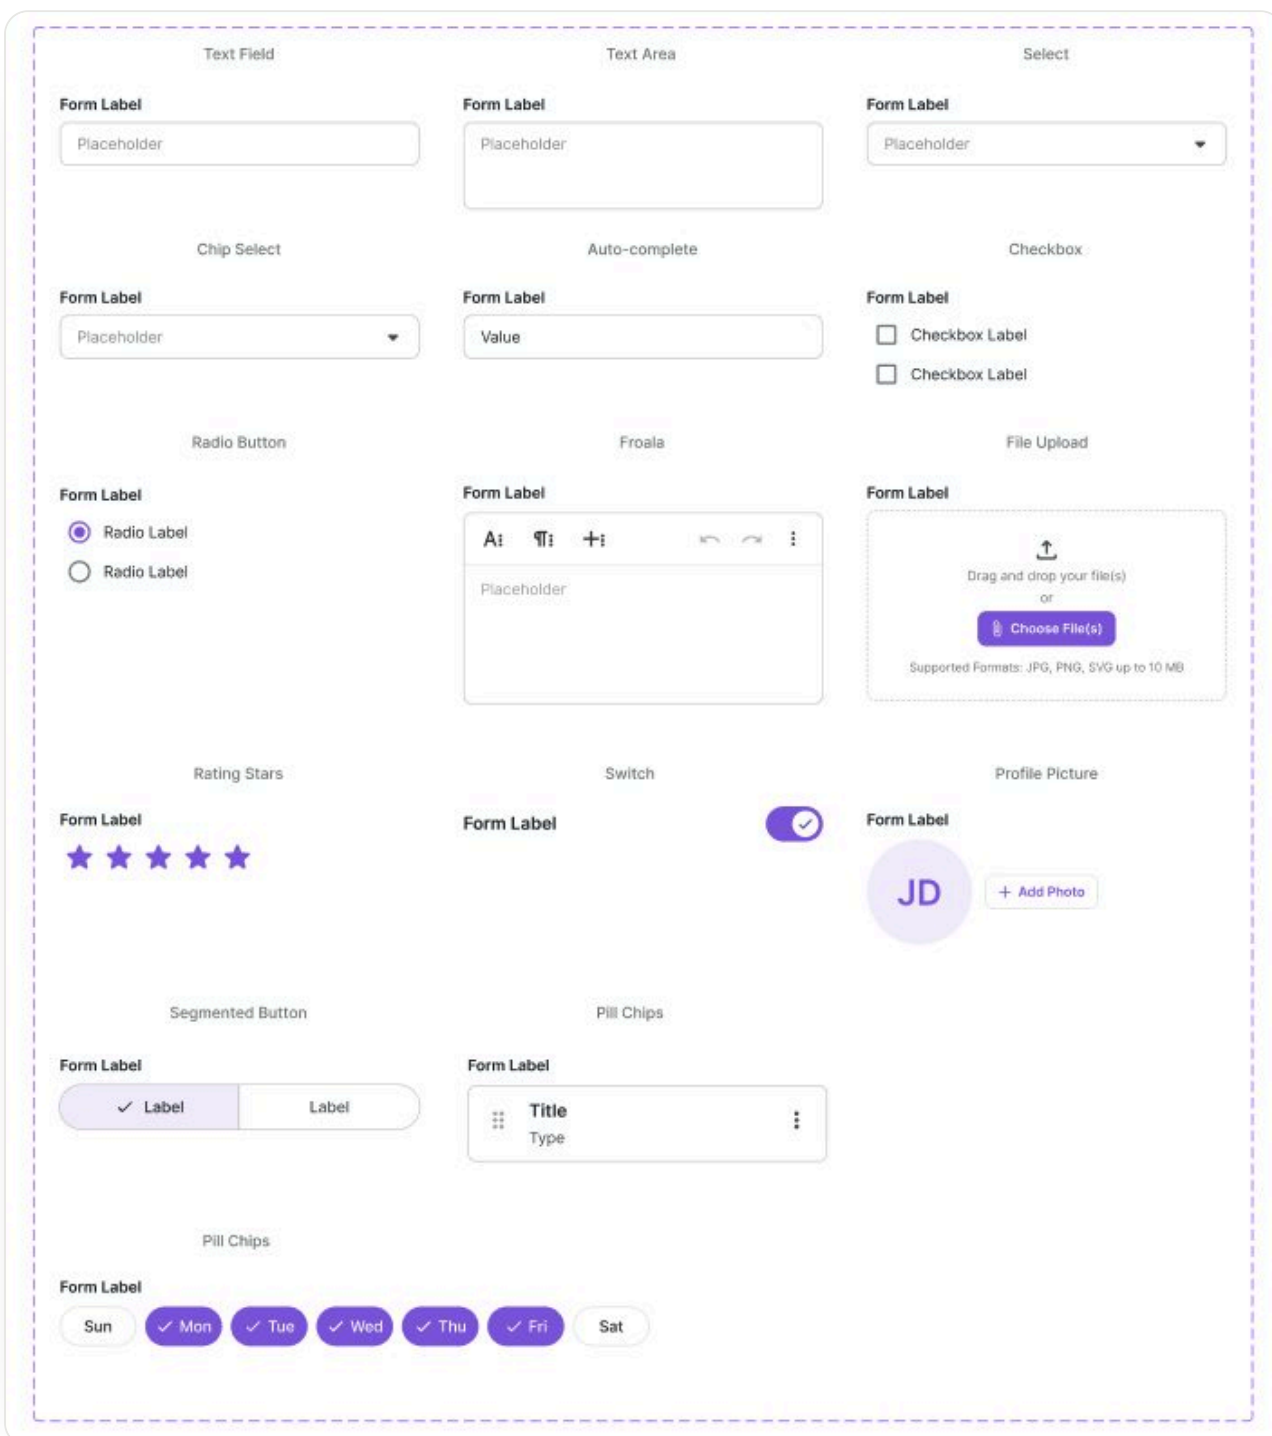 Text Field
Text Area
Select
Form Label
Form Label
Form Label
Placeholder
Placeholder
Placeholder
Chip Select
Auto-complete
Checkbox
Form Label
Form Label
Form Label
Placeholder
Value
Checkbox Label
Checkbox Label
Radio Button
Froala
File Upload
Form Label
Radio Label
Radio Label
Form Label
A
¶
Placeholder
Form Label
Drag and drop your file(s)
or
Choose File(s)
Supported Formats: JPG, PNG, SVG up to 10 MB
Rating Stars
Switch
Profile Picture
Form Label
Form Label
Form Label
JD
+ Add Photo
Segmented Button
Pill Chips
Form Label
Label
Label
Form Label
Title
Type
Pill Chips
Form Label
Sun
Mon
Tue
Wed
Thu
Fri
Sat